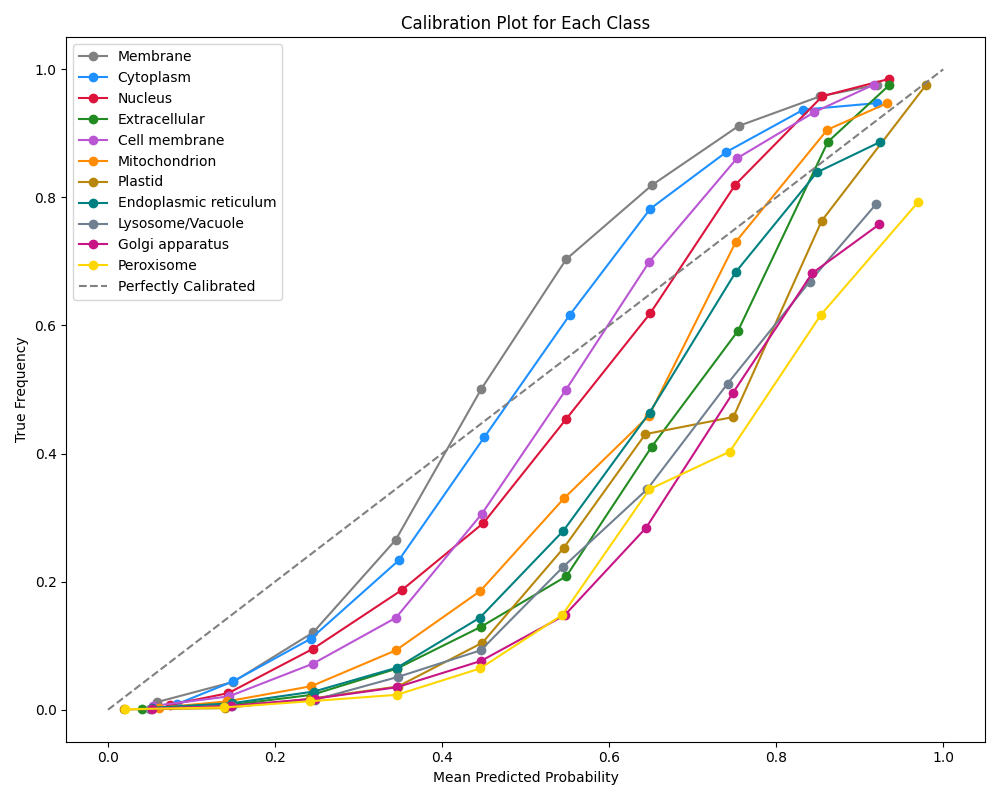 Calibration Plot for Each Class
Membrane
Cytoplasm
Nucleus
Extracellular
Cell membrane
Mitochondrion
Plastid
Endoplasmic reticulum
Lysosome/Vacuole
Golgi apparatus
Peroxisome
Perfectly Calibrated
True Frequency
1.0
0.8
0.6
0.4
0.2
0.0
0.0 0.2 0.4 0.6 0.8 1.0
Mean Predicted Probability